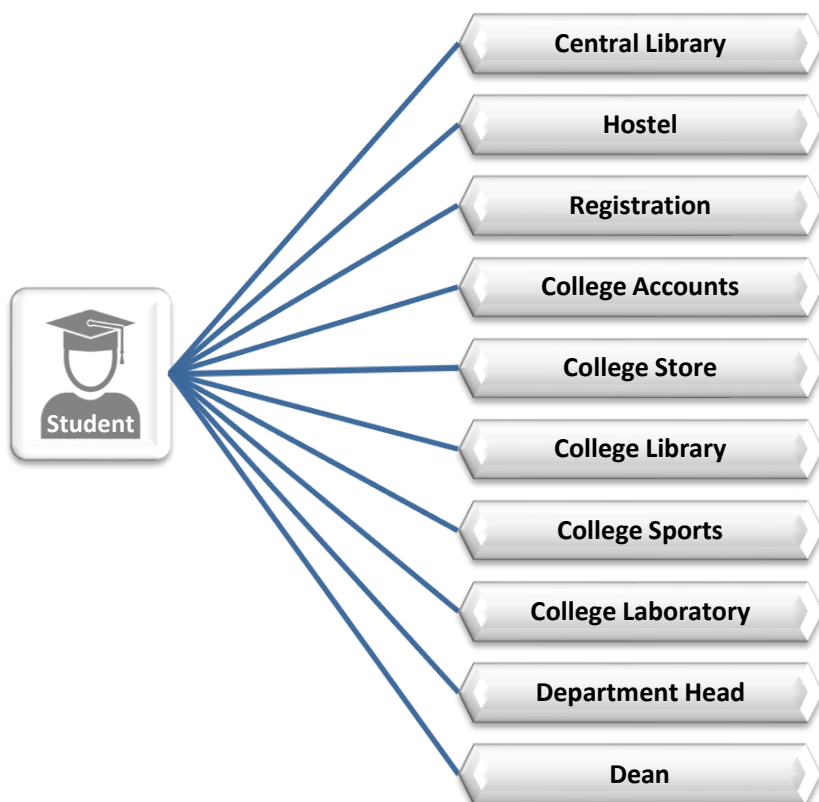 Central Library
Hostel
Registration
College Accounts
College Store
Student
College Library
College Sports
College Laboratory
Department Head
Dean